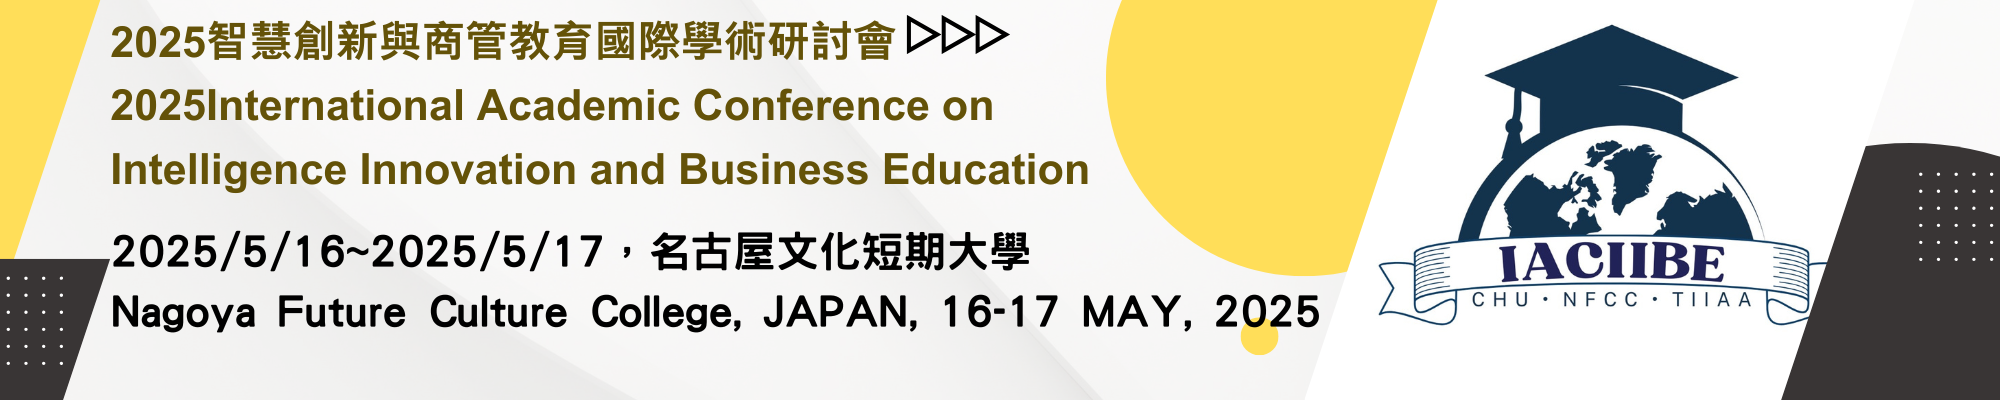 2025智慧創新與商管教育國際學術研討會
2025International Academic Conference on
Intelligence Innovation and Business Education
2025/5/16~2025/5/17，名古屋文化短期大學
Nagoya Future Culture College, JAPAN, 16-17 MAY, 2025
IACIIBE
CHU·NFCC·TIIAA